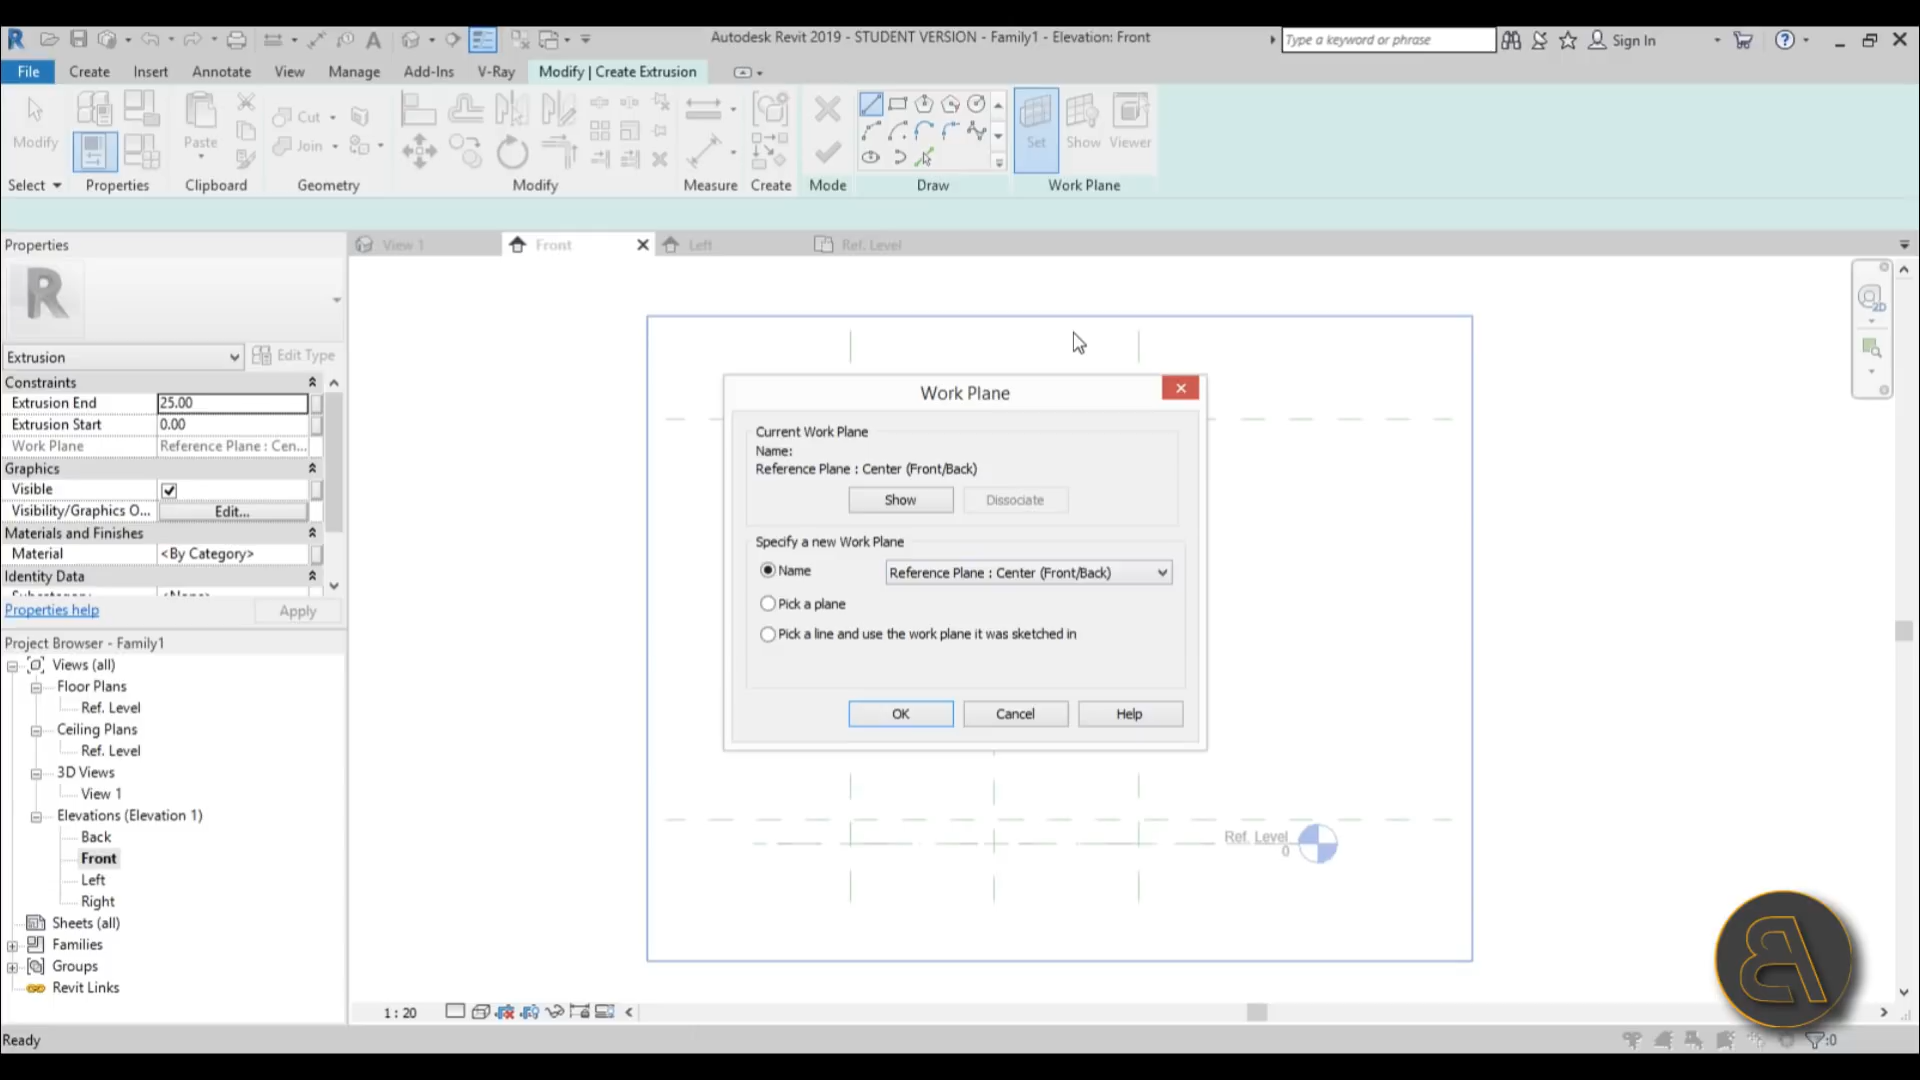 Autodesk Revit 2019 - STUDENT VERSION - Family1 - Elevation: Front
Type a keyword or phrase
Sign In
File Create Insert Annotate View Manage Add-Ins V-Ray Modify | Create Extrusion
Modify
Paste
Cut
Join
Set Show Viewer
Select Properties Clipboard Geometry Modify Measure Create Mode Draw Work Plane
Properties
View 1
Front
Left
Ref. Level
R
Extrusion
Edit Type
Constraints
Extrusion End 25.00
Extrusion Start 0.00
Work Plane Reference Plane : Cen...
Graphics
Visible
Visibility/Graphics O... Edit...
Materials and Finishes
Material <By Category>
Identity Data
Properties help
Apply
Project Browser - Family1
Views (all)
Floor Plans
Ref. Level
Ceiling Plans
Ref. Level
3D Views
View 1
Elevations (Elevation 1)
Back
Front
Left
Right
Sheets (all)
Families
Groups
Revit Links
Work Plane
Current Work Plane
Name:
Reference Plane : Center (Front/Back)
Show
Dissociate
Specify a new Work Plane
Name
Reference Plane : Center (Front/Back)
Pick a plane
Pick a line and use the work plane it was sketched in
OK
Cancel
Help
Ref. Level
0
2D
1 : 20
Ready
:0